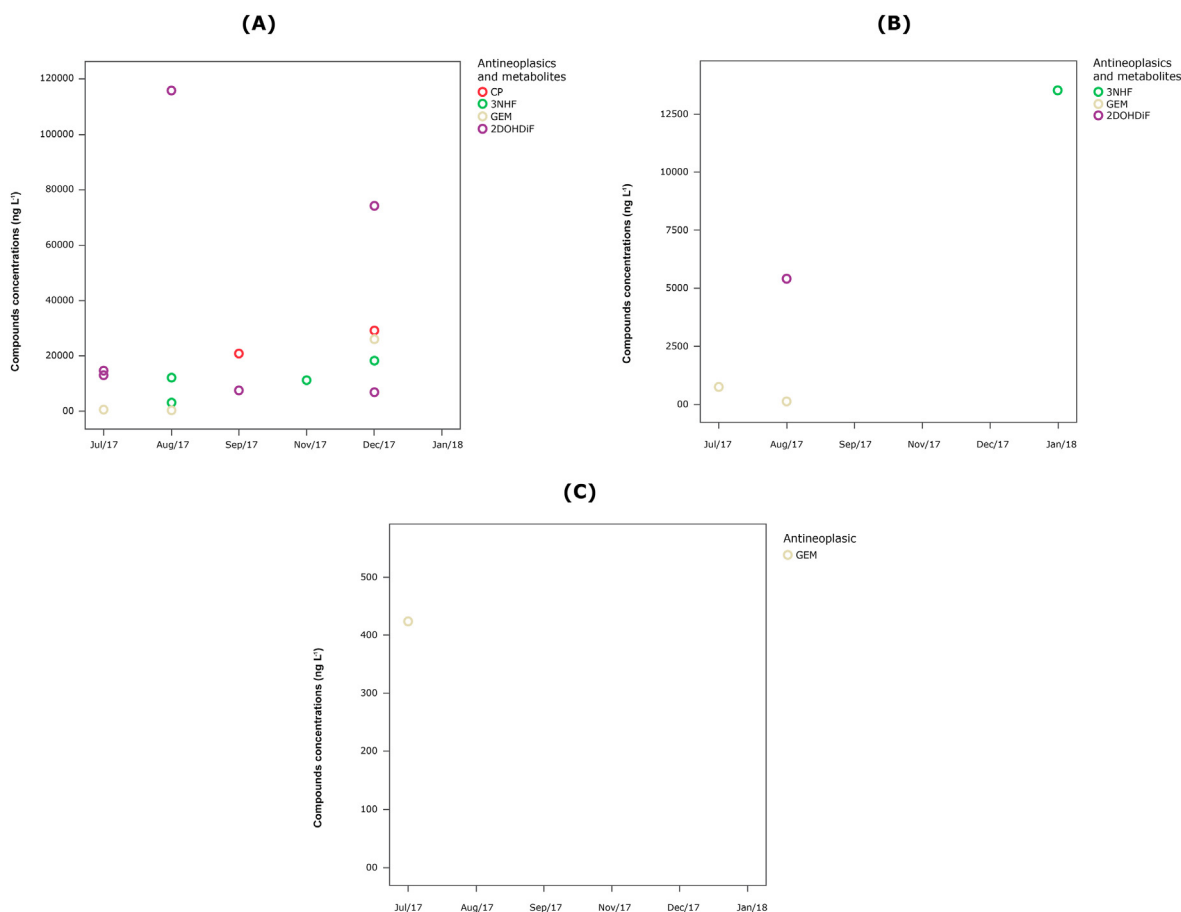 (A)
Antineoplasics
and metabolites
CP
3NHF
GEM
2DOHDiF
Compounds concentrations (ng L⁻¹)
120000
100000
80000
60000
40000
20000
00
Jul/17 Aug/17 Sep/17 Nov/17 Dec/17 Jan/18
(B)
Antineoplasics
and metabolites
3NHF
GEM
2DOHDiF
Compounds concentrations (ng L⁻¹)
12500
10000
7500
5000
2500
00
Jul/17 Aug/17 Sep/17 Nov/17 Dec/17 Jan/18
(C)
Antineoplasic
GEM
Compounds concentrations (ng L⁻¹)
500
400
300
200
100
00
Jul/17 Aug/17 Sep/17 Nov/17 Dec/17 Jan/18